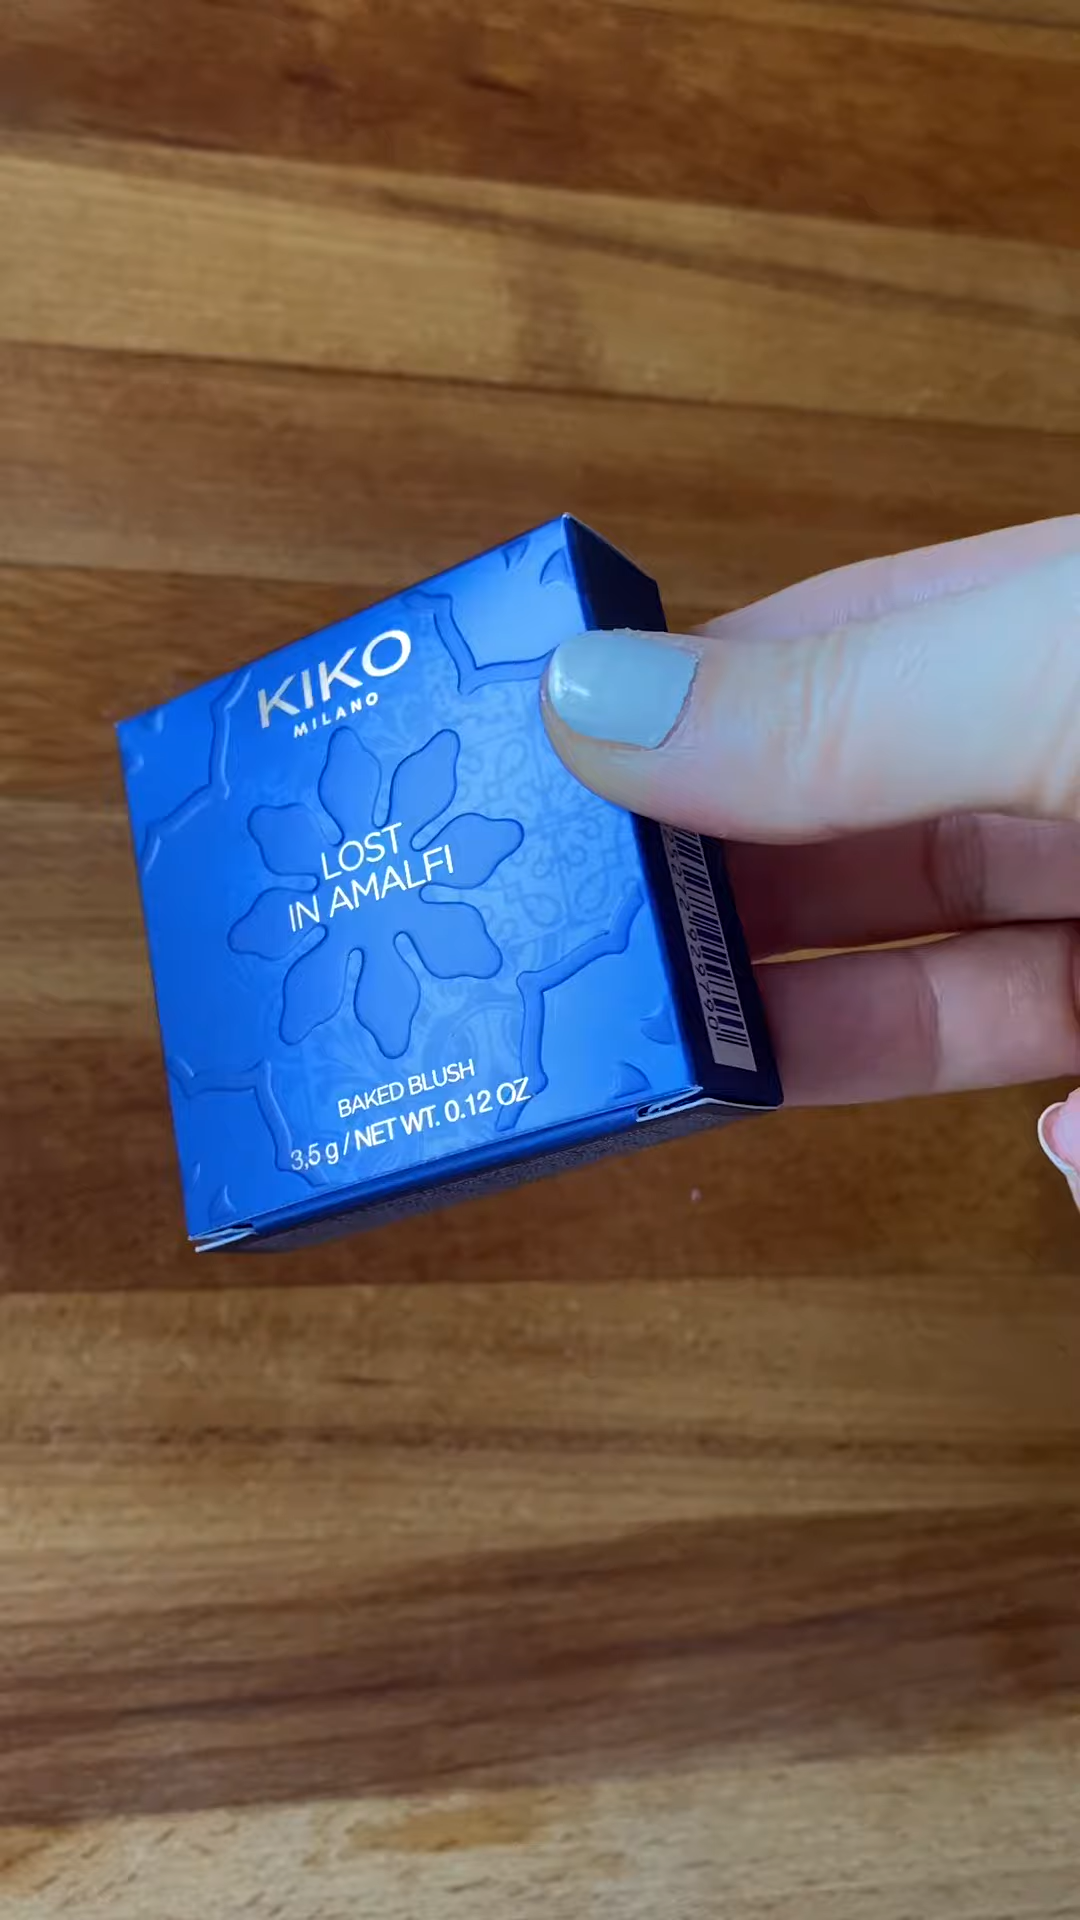 KIKO
MILANO
LOST
IN AMALFI
BAKED BLUSH
3,5 g / NET WT. 0.12 OZ.